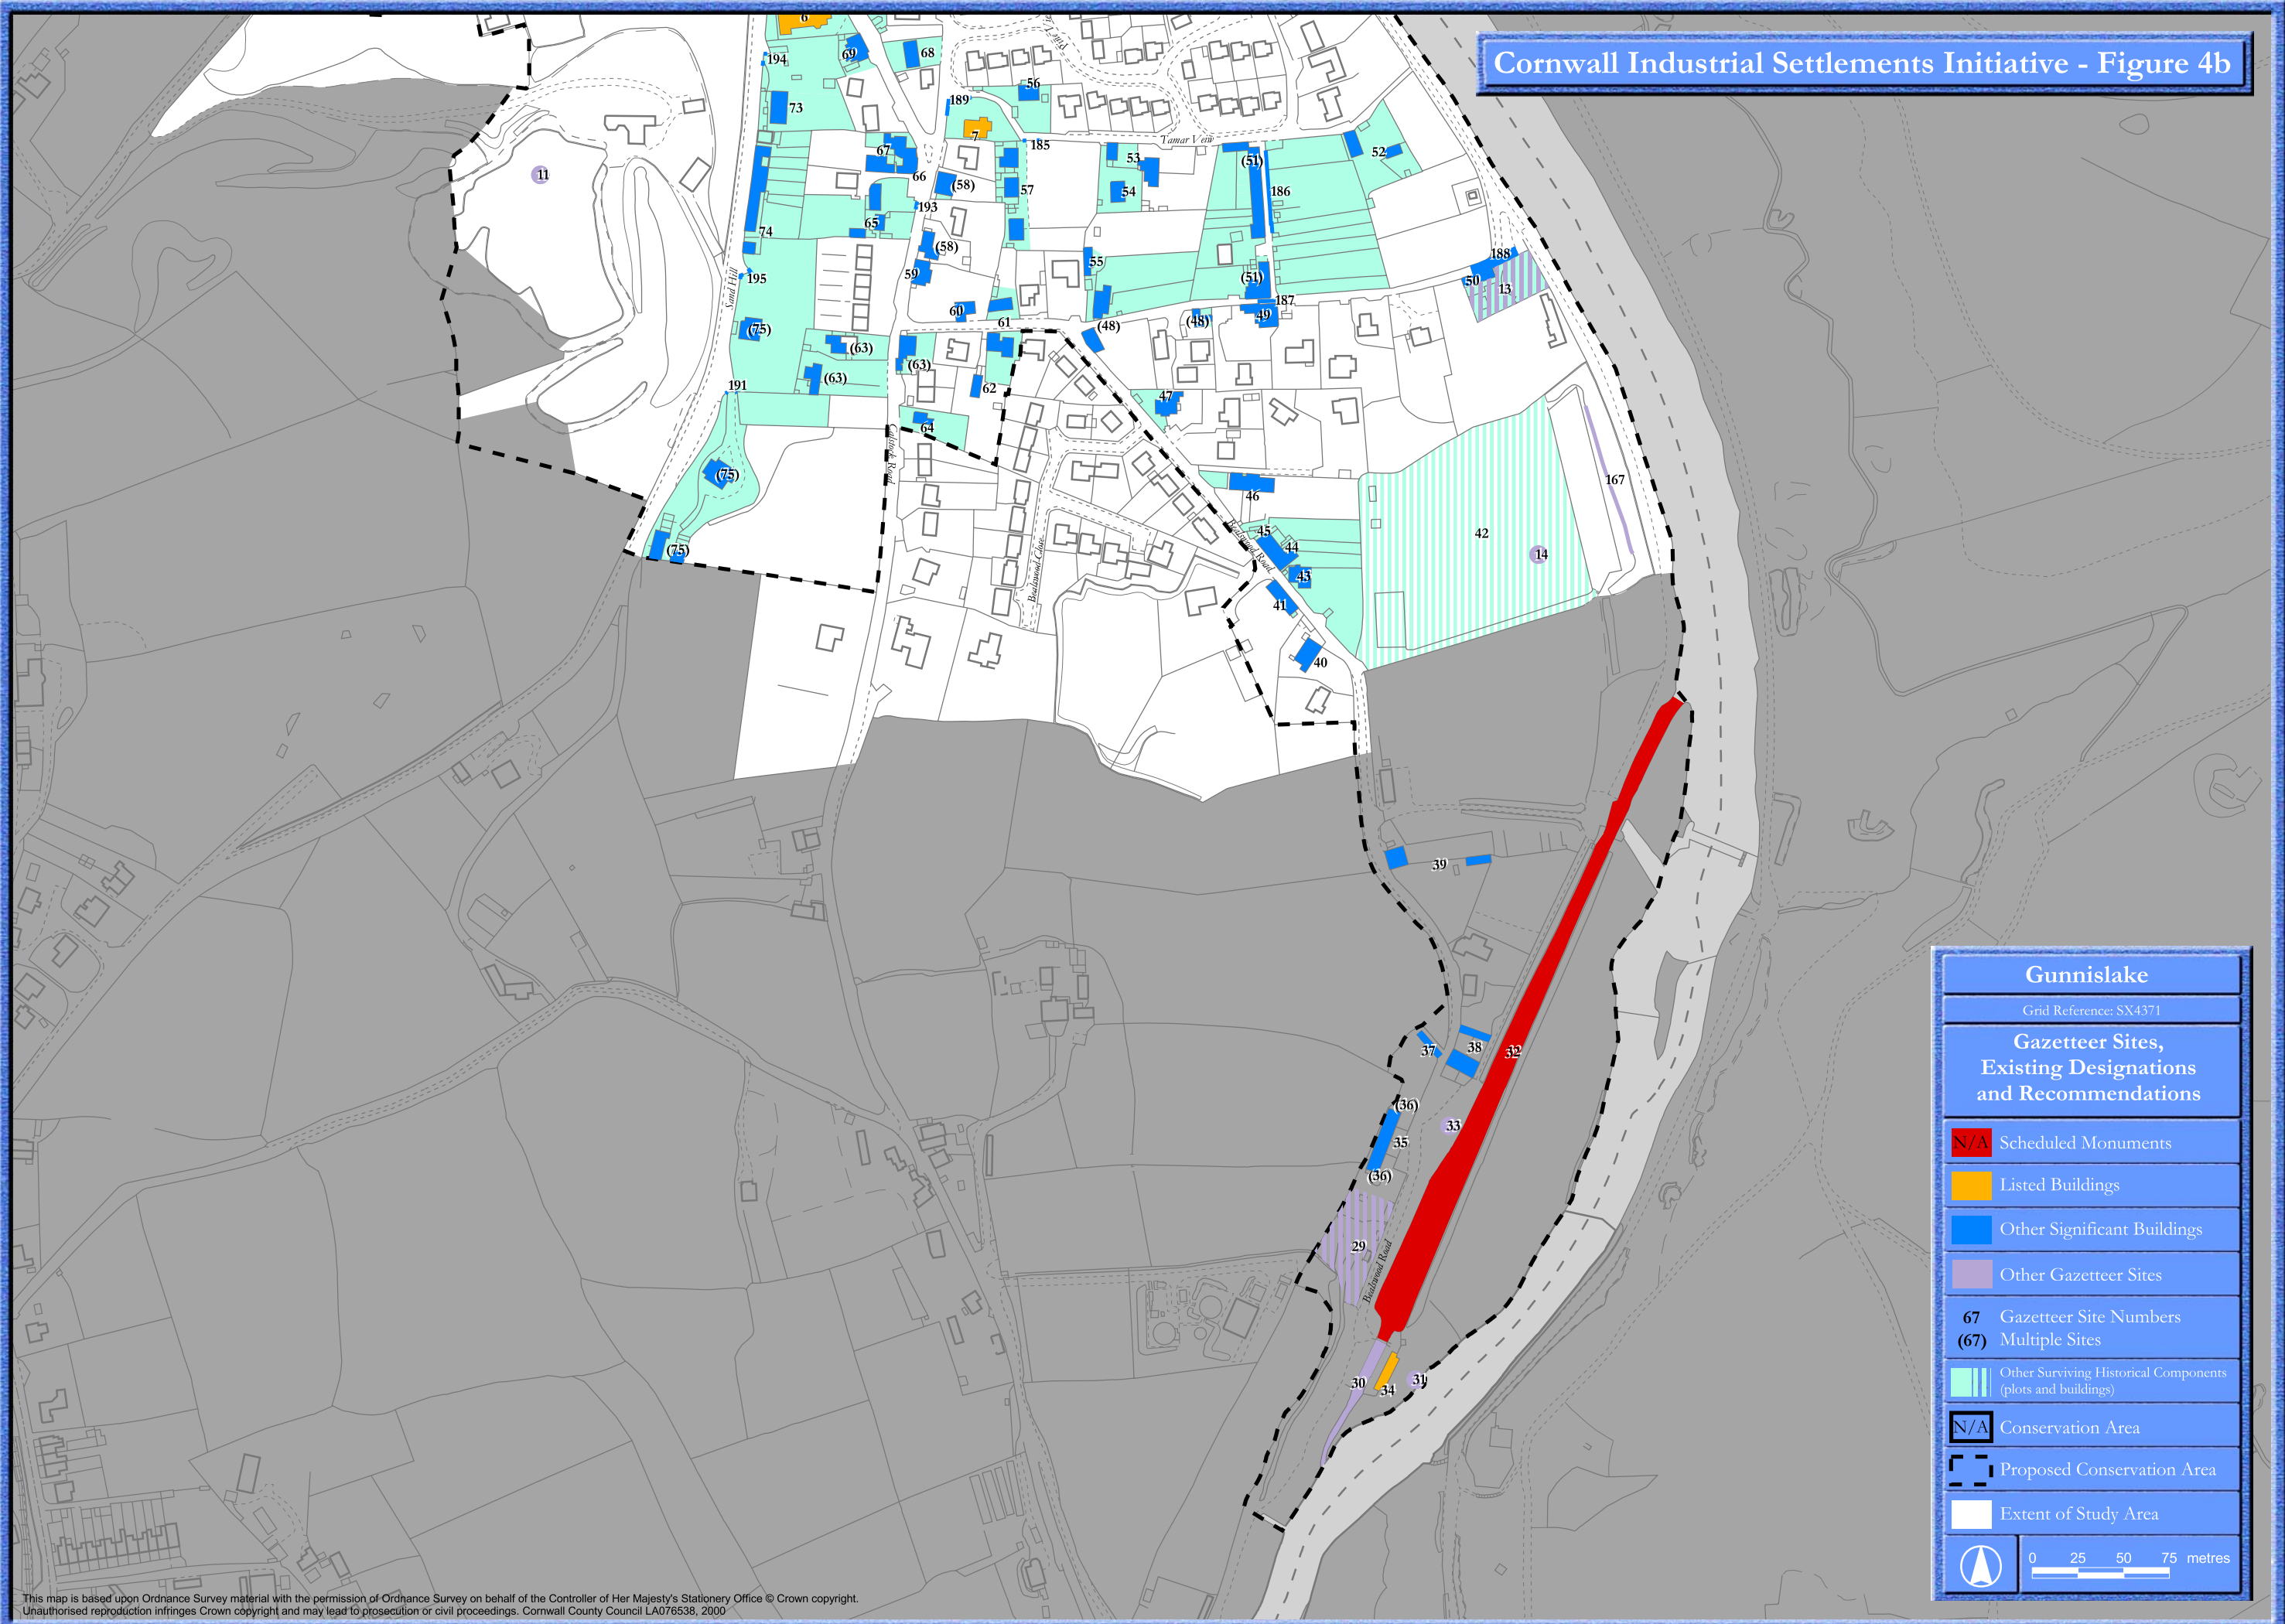 Cornwall Industrial Settlements Initiative - Figure 4b
6
194
69
68
73
56
189
7
185
Tamar View
67
66
(58)
57
53
54
(51)
186
52
11
193
65
74
(58)
59
55
195
Sand Hill
(51)
187
188
50
13
60
61
(48)
(48)
49
(75)
(63)
(63)
(63)
62
191
47
64
Calstock Road
(75)
46
167
42
14
45
44
Bealswood Road
43
41
(75)
Bealswood Close
40
39
37
38
32
(36)
35
33
(36)
29
Bealswood Road
30
34
31
Gunnislake
Grid Reference: SX4371
Gazetteer Sites,
Existing Designations
and Recommendations
N/A Scheduled Monuments
Listed Buildings
Other Significant Buildings
Other Gazetteer Sites
67 Gazetteer Site Numbers
(67) Multiple Sites
Other Surviving Historical Components
(plots and buildings)
N/A Conservation Area
Proposed Conservation Area
Extent of Study Area
0 25 50 75 metres
This map is based upon Ordnance Survey material with the permission of Ordnance Survey on behalf of the Controller of Her Majesty's Stationery Office © Crown copyright.
Unauthorised reproduction infringes Crown copyright and may lead to prosecution or civil proceedings. Cornwall County Council LA076538, 2000